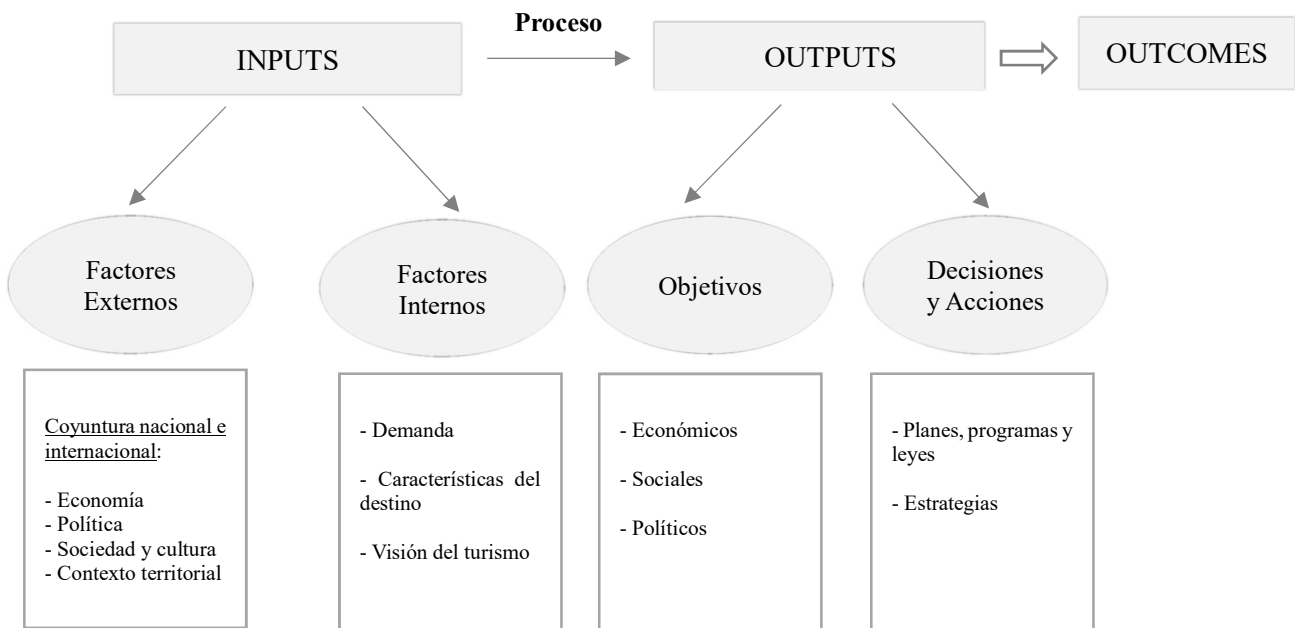 Proceso
INPUTS
OUTPUTS
OUTCOMES
Factores
Externos
Factores
Internos
Objetivos
Decisiones
y Acciones
Coyuntura nacional e
internacional:
- Economía
- Política
- Sociedad y cultura
- Contexto territorial
- Demanda
- Características del
destino
- Visión del turismo
- Económicos
- Sociales
- Políticos
- Planes, programas y
leyes
- Estrategias